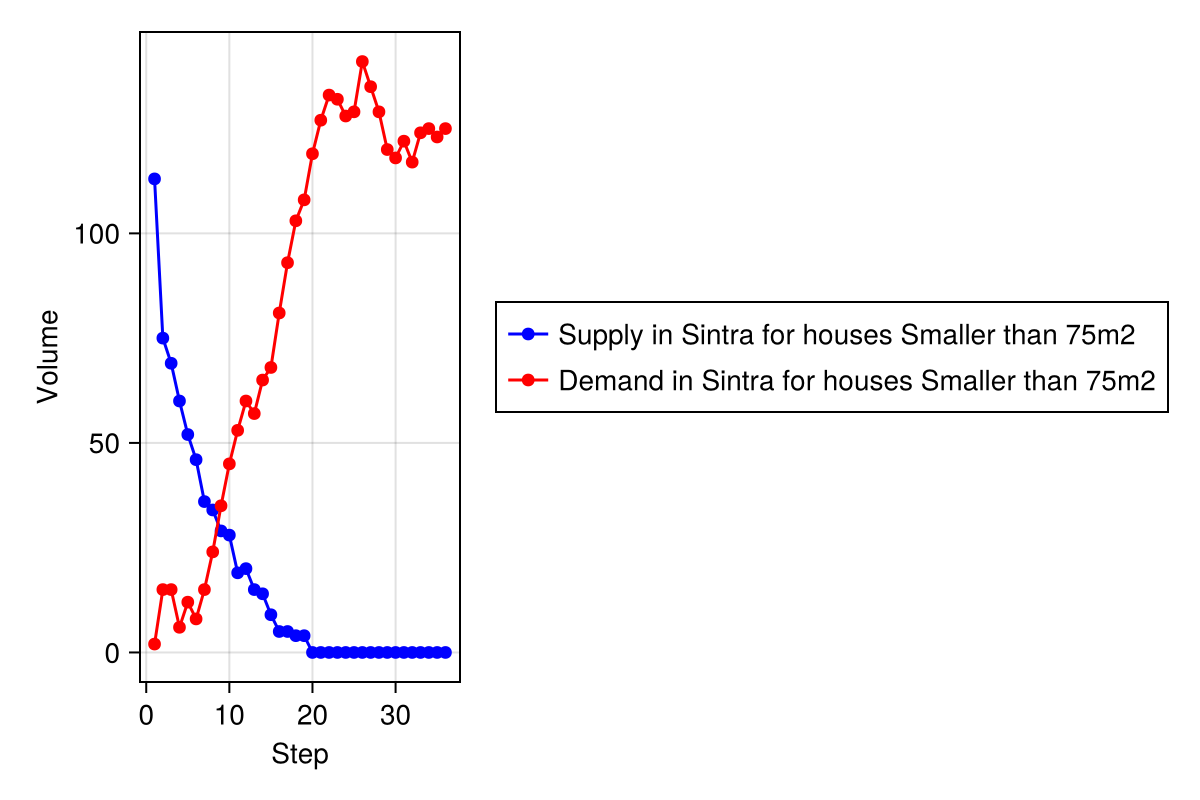 100
50
0
Volume
0 10 20 30
Step
Supply in Sintra for houses Smaller than 75m2
Demand in Sintra for houses Smaller than 75m2